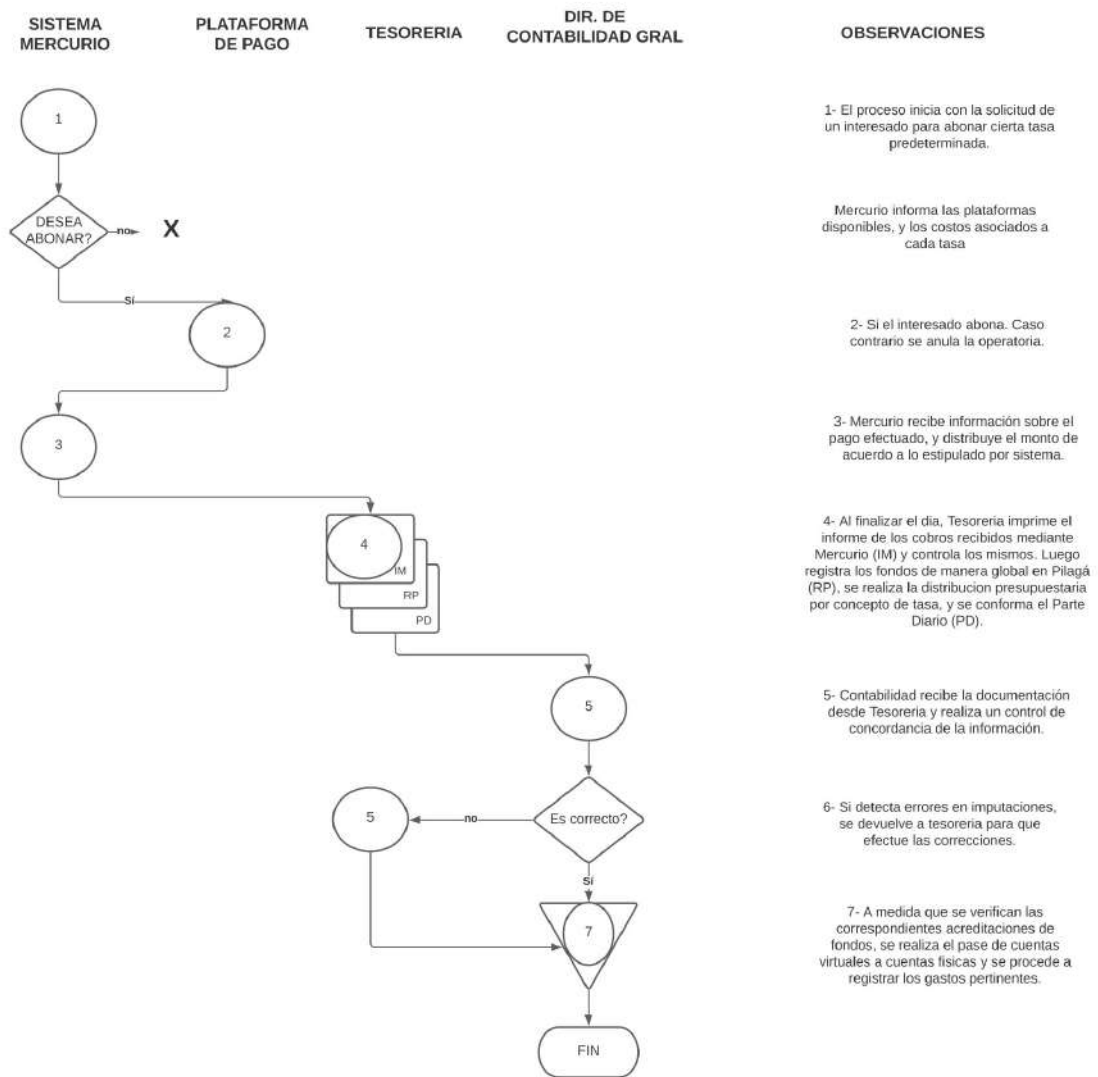 SISTEMA
MERCURIO
PLATAFORMA
DE PAGO
TESORERIA
DIR. DE
CONTABILIDAD GRAL
OBSERVACIONES
1
1- El proceso inicia con la solicitud de
un interesado para abonar cierta tasa
predeterminada.
DESEA
ABONAR?
no
X
Mercurio informa las plataformas
disponibles, y los costos asociados a
cada tasa
Sí
2
2- Si el interesado abona. Caso
contrario se anula la operatoria.
3
3- Mercurio recibe información sobre el
pago efectuado, y distribuye el monto de
acuerdo a lo estipulado por sistema.
4
IM
RP
PD
4- Al finalizar el dia, Tesoreria imprime el
informe de los cobros recibidos mediante
Mercurio (IM) y controla los mismos. Luego
registra los fondos de manera global en Pilagá
(RP), se realiza la distribucion presupuestaria
por concepto de tasa, y se conforma el Parte
Diario (PD).
5
5- Contabilidad recibe la documentación
desde Tesoreria y realiza un control de
concordancia de la información.
5
no
Es correcto?
6- Si detecta errores en imputaciones,
se devuelve a tesoreria para que
efectue las correcciones.
Sí
7
7- A medida que se verifican las
correspondientes acreditaciones de
fondos, se realiza el pase de cuentas
virtuales a cuentas fisicas y se procede a
registrar los gastos pertinentes.
FIN